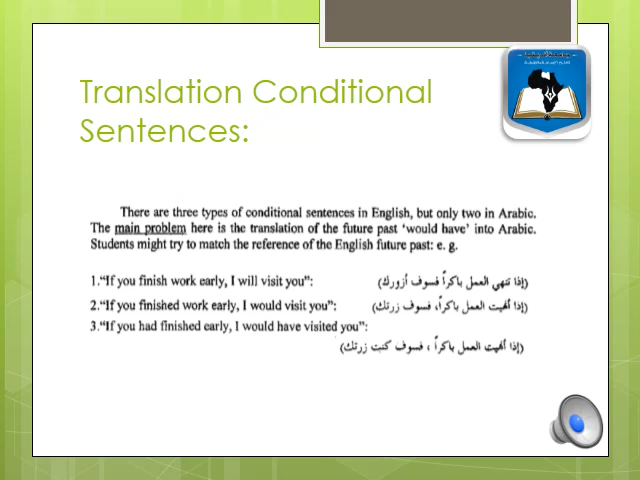 Translation Conditional
Sentences:
There are three types of conditional sentences in English, but only two in Arabic.
The main problem here is the translation of the future past ‘would have’ into Arabic.
Students might try to match the reference of the English future past: e. g.
1.“If you finish work early, I will visit you”: (إذا تنهي العمل باكراً فسوف أزورك)
2.“If you finished work early, I would visit you”: (إذا أنهيت العمل باكراً، فسوف زرتك)
3.“If you had finished early, I would have visited you”:
(إذا أنهيت العمل باكراً ، فسوف كنت زرتك)